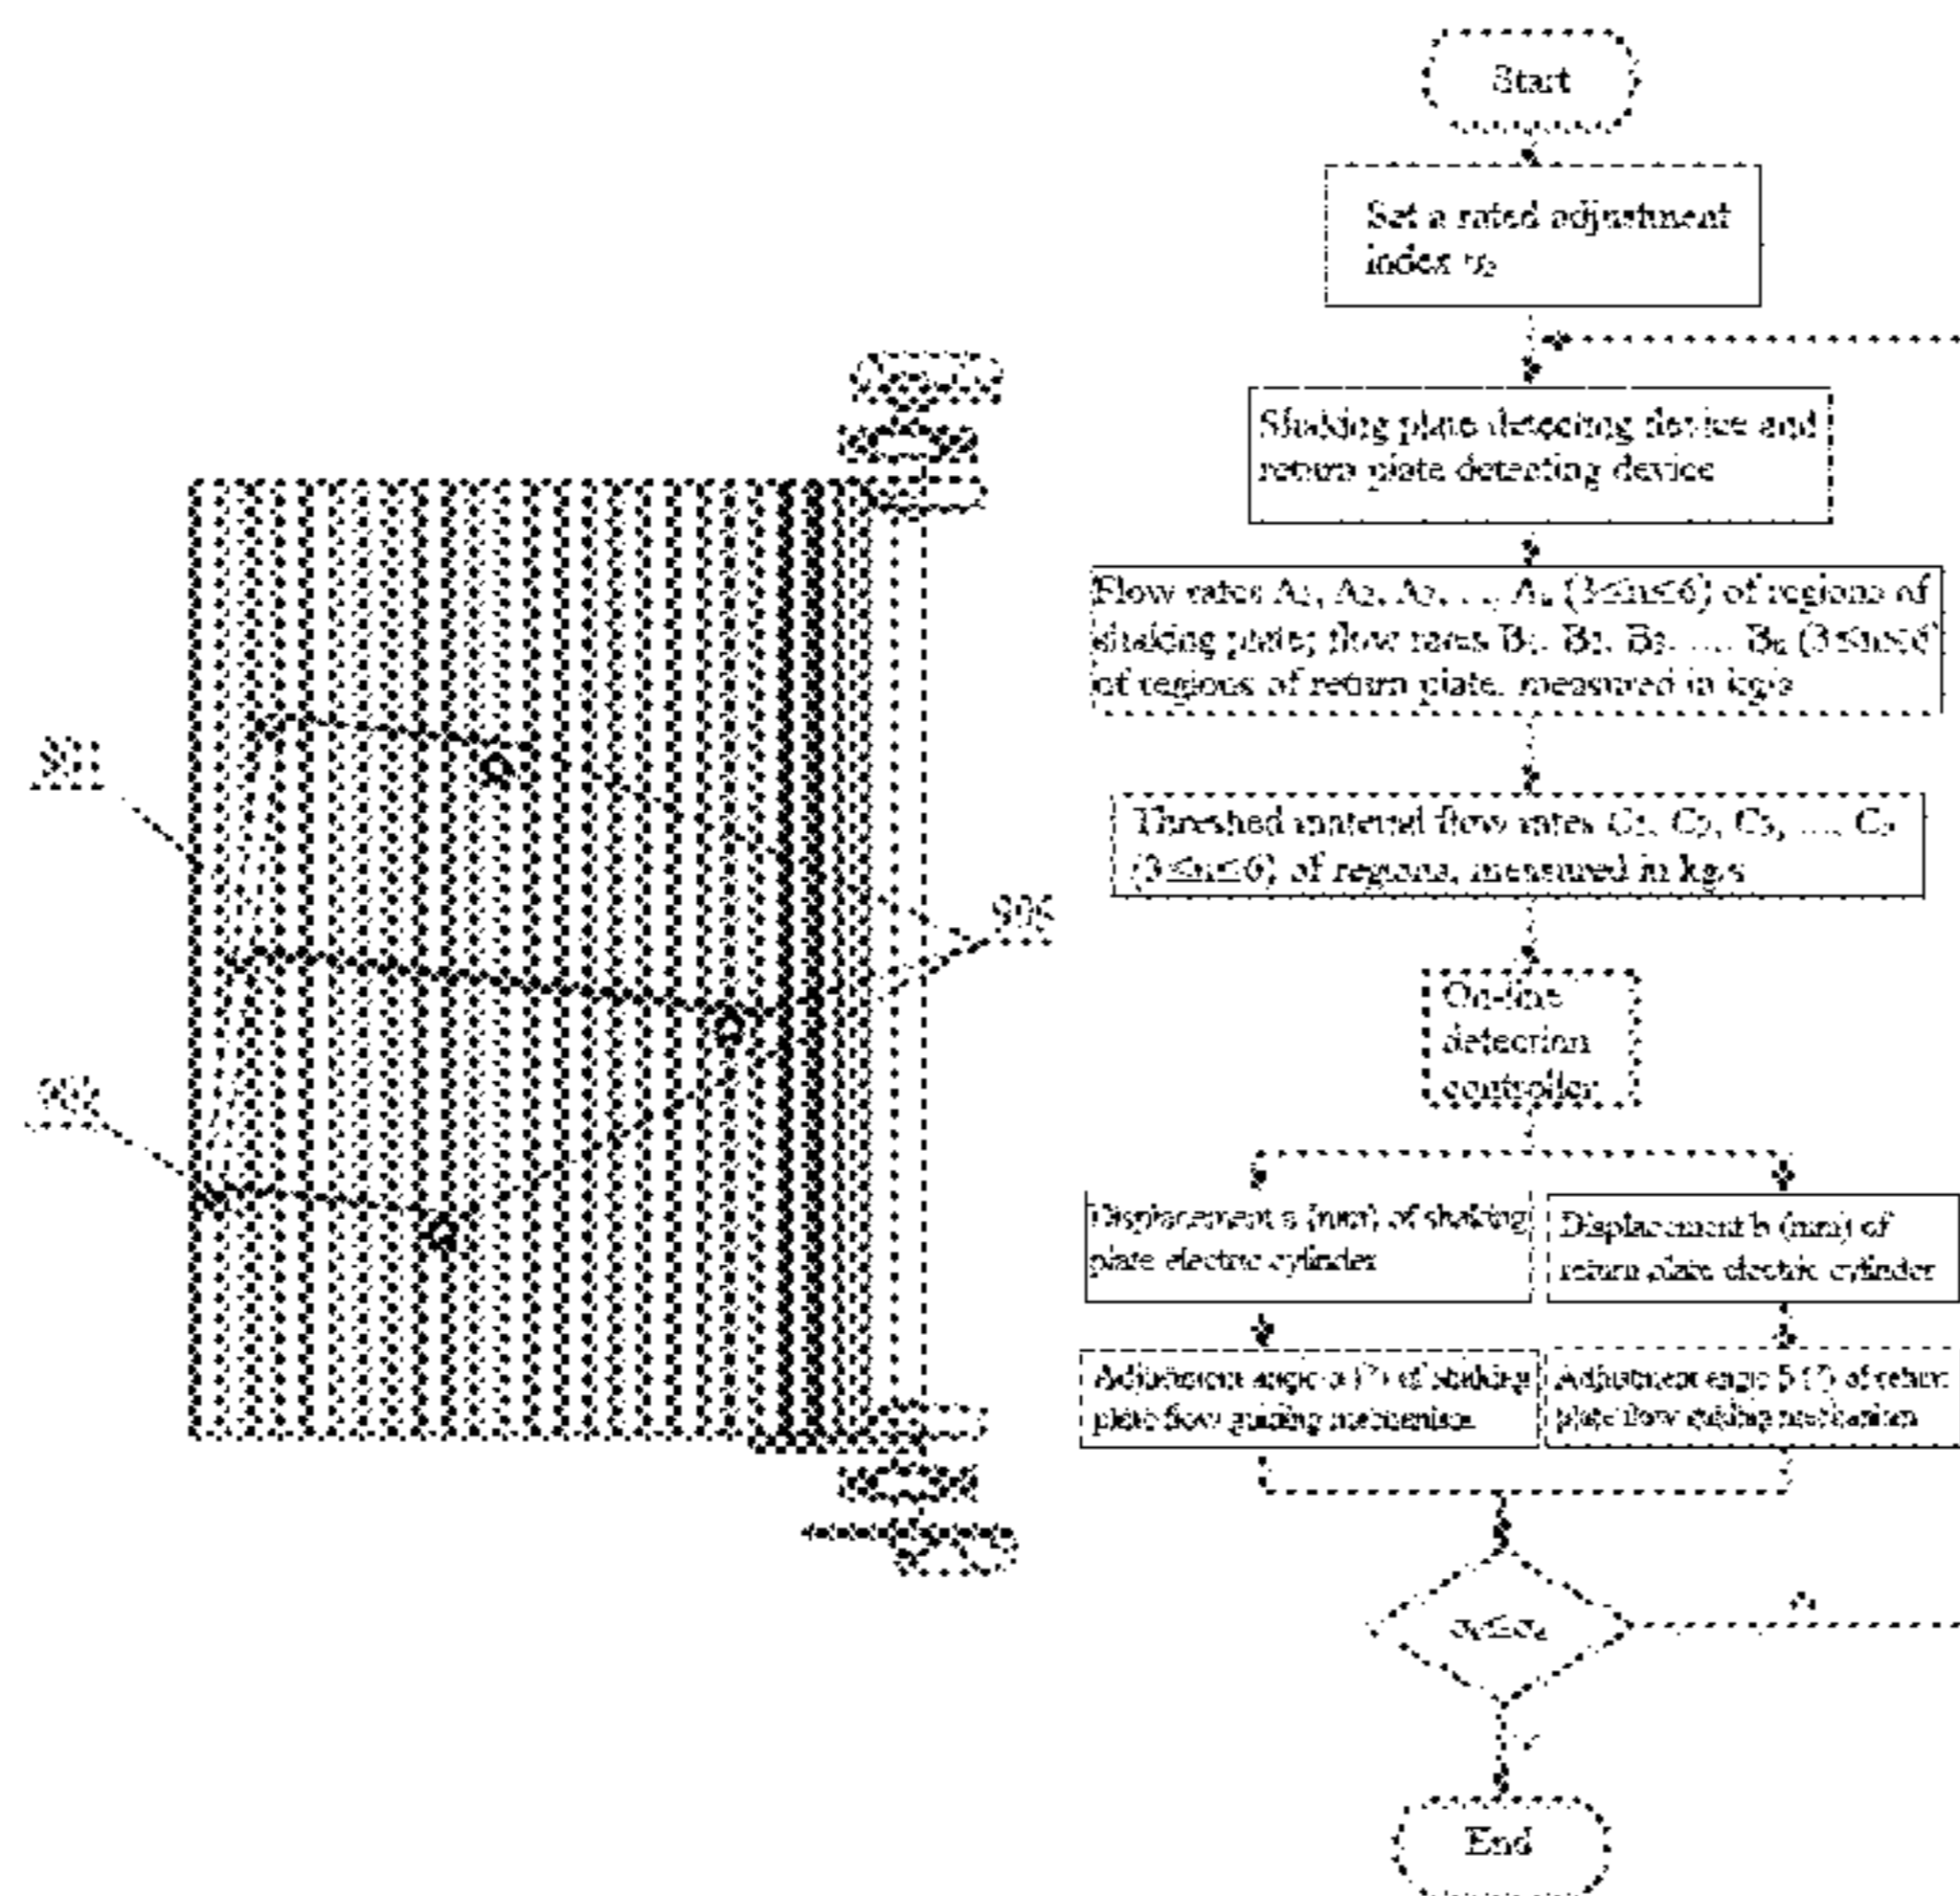 Start
Set a rated adjustment
index
Shaking plate detecting device and
return plate detecting device
Flow rates A₁, A₂, A₃, …, Aₙ (3≤n≤6) of regions of
shaking plate; flow rates B₁, B₂, B₃, …, Bₙ (3≤n≤6)
of regions of return plate, measured in kg/s
Threshed material flow rates C₁, C₂, C₃, …, Cₙ
(3≤n≤6) of regions, measured in kg/s
On-line
detection
controller
Displacement a (mm) of shaking
plate electric cylinder
Displacement b (mm) of
return plate electric cylinder
Adjustment angle α (°) of shaking
plate flow guiding mechanism
Adjustment angle β (°) of return
plate flow guiding mechanism
End